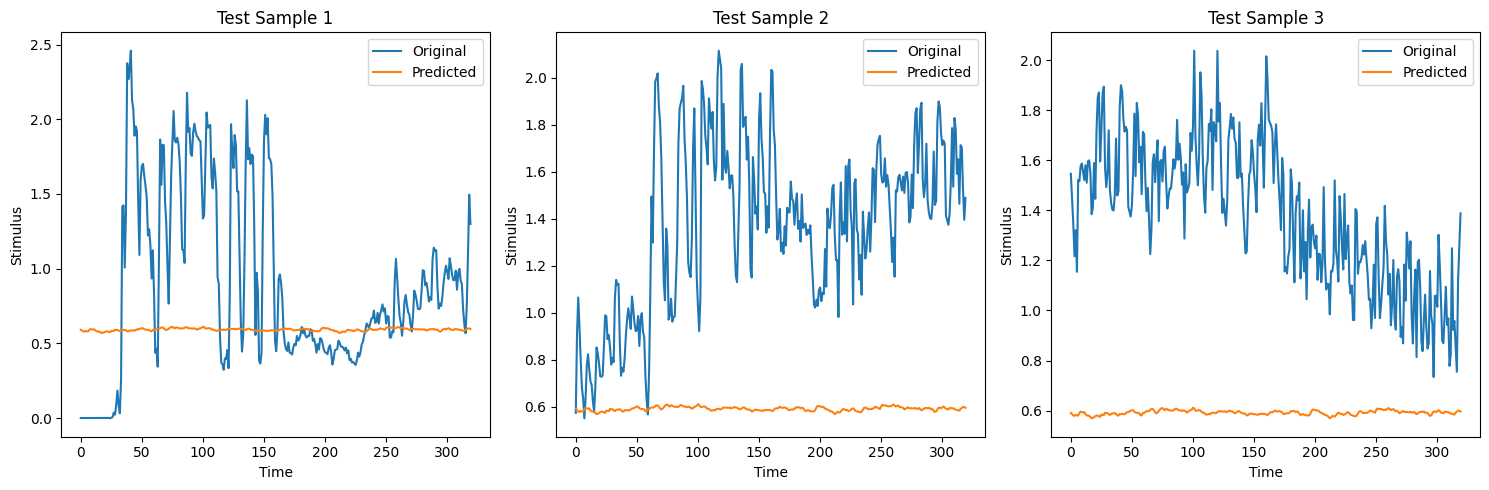 Test Sample 1
Original
Predicted
2.5
2.0
1.5
1.0
0.5
0.0
Stimulus
0 50 100 150 200 250 300
Time
Test Sample 2
Original
Predicted
2.0
1.8
1.6
1.4
1.2
1.0
0.8
0.6
Stimulus
0 50 100 150 200 250 300
Time
Test Sample 3
Original
Predicted
2.0
1.8
1.6
1.4
1.2
1.0
0.8
0.6
Stimulus
0 50 100 150 200 250 300
Time